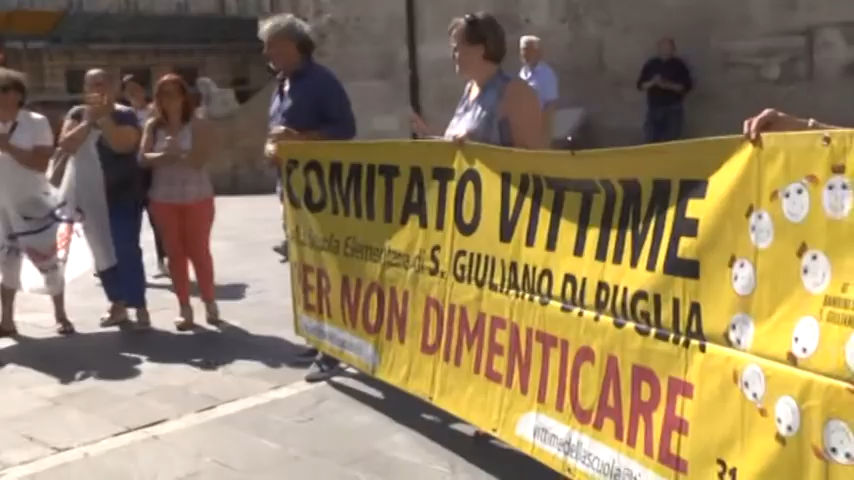 COMITATO VITTIME
Scuola Elementare di S. GIULIANO DI PUGLIA
PER NON DIMENTICARE
31